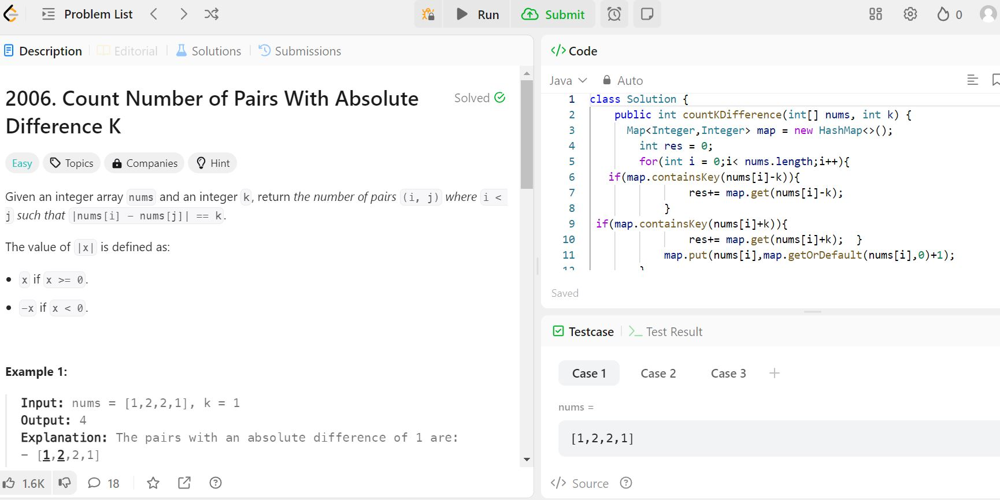 Problem List
Run
Submit
0
Description
Editorial
Solutions
Submissions
2006. Count Number of Pairs With Absolute
Difference K
Solved
Easy
Topics
Companies
Hint
Given an integer array nums and an integer k, return the number of pairs (i, j) where i <
j such that |nums[i] - nums[j]| == k.
The value of |x| is defined as:
• x if x >= 0.
• -x if x < 0.
Example 1:
Input: nums = [1,2,2,1], k = 1
Output: 4
Explanation: The pairs with an absolute difference of 1 are:
- [1,2,2,1]
1.6K
18
</> Code
Java
Auto
1 class Solution {
2 public int countKDifference(int[] nums, int k) {
3 Map<Integer,Integer> map = new HashMap<>();
4 int res = 0;
5 for(int i = 0;i< nums.length;i++){
6 if(map.containsKey(nums[i]-k)){
7 res+= map.get(nums[i]-k);
8 }
9 if(map.containsKey(nums[i]+k)){
10 res+= map.get(nums[i]+k); }
11 map.put(nums[i],map.getOrDefault(nums[i],0)+1);
12 }
Saved
Testcase
>_ Test Result
Case 1
Case 2
Case 3
+
nums =
[1,2,2,1]
</> Source
?